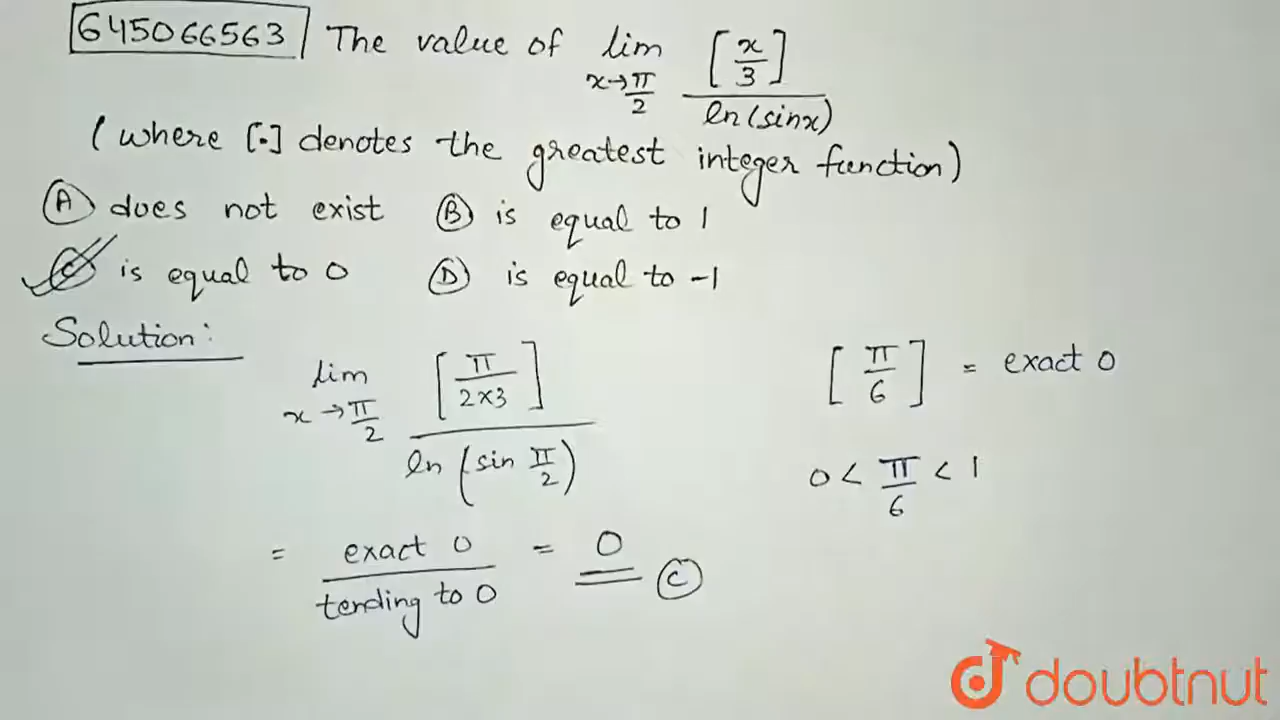 645066563 The value of lim x→π/2 [x/3] / ln(sinx)
(where [.] denotes the greatest integer function)
(A) does not exist (B) is equal to 1
(C) is equal to 0 (D) is equal to -1
Solution:
lim x→π/2 [π/2×3] / ln(sin π/2)
[π/6] = exact 0
0 < π/6 < 1
= exact 0 / tending to 0 = 0 (C)
doubtnut